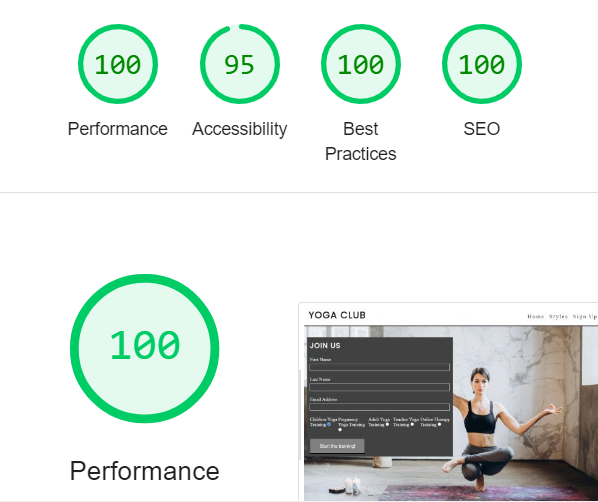 100 95 100 100
Performance Accessibility Best Practices SEO
100
Performance
YOGA CLUB
Home Styles Sign Up
JOIN US
First Name
Last Name
Email Address
Children Yoga Pregnancy Adult Yoga Tandem Yoga Online Therapy
Training Yoga Training Training Training Training
Start the training!